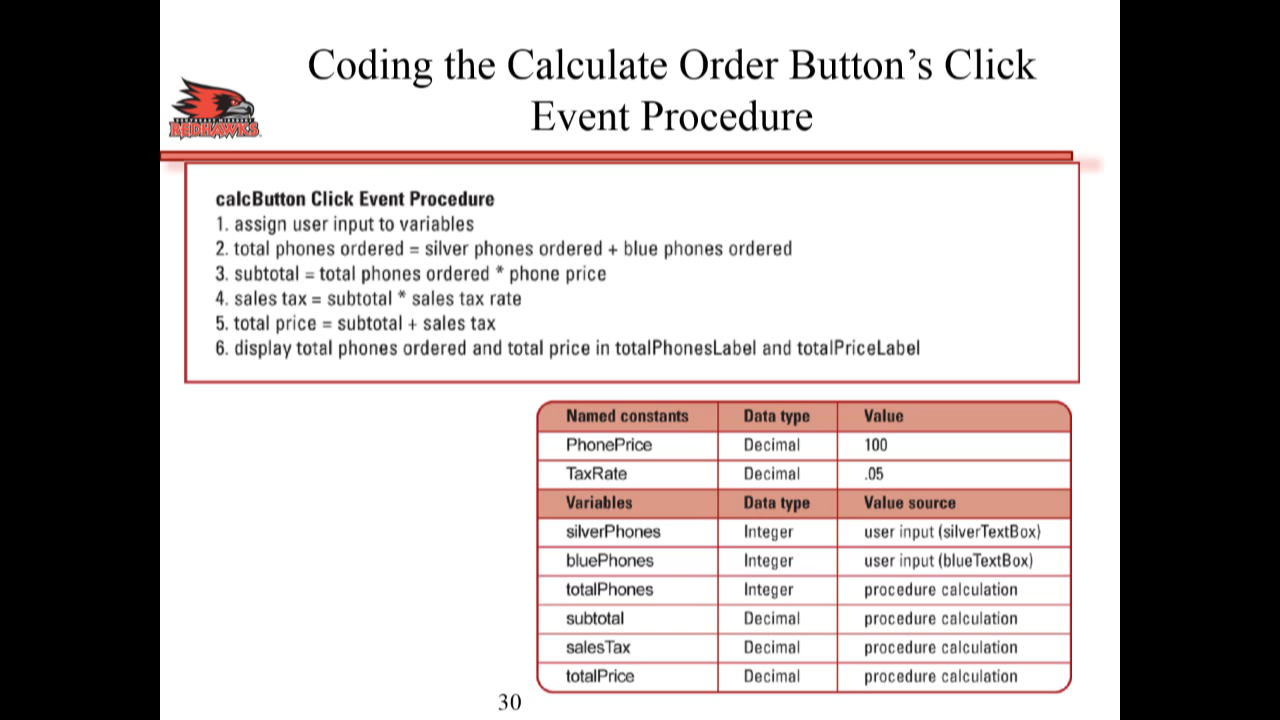 Coding the Calculate Order Button’s Click
Event Procedure
REDHAWKS
calcButton Click Event Procedure
1. assign user input to variables
2. total phones ordered = silver phones ordered + blue phones ordered
3. subtotal = total phones ordered * phone price
4. sales tax = subtotal * sales tax rate
5. total price = subtotal + sales tax
6. display total phones ordered and total price in totalPhonesLabel and totalPriceLabel
Named constants Data type Value
PhonePrice Decimal 100
TaxRate Decimal .05
Variables Data type Value source
silverPhones Integer user input (silverTextBox)
bluePhones Integer user input (blueTextBox)
totalPhones Integer procedure calculation
subtotal Decimal procedure calculation
salesTax Decimal procedure calculation
totalPrice Decimal procedure calculation
30